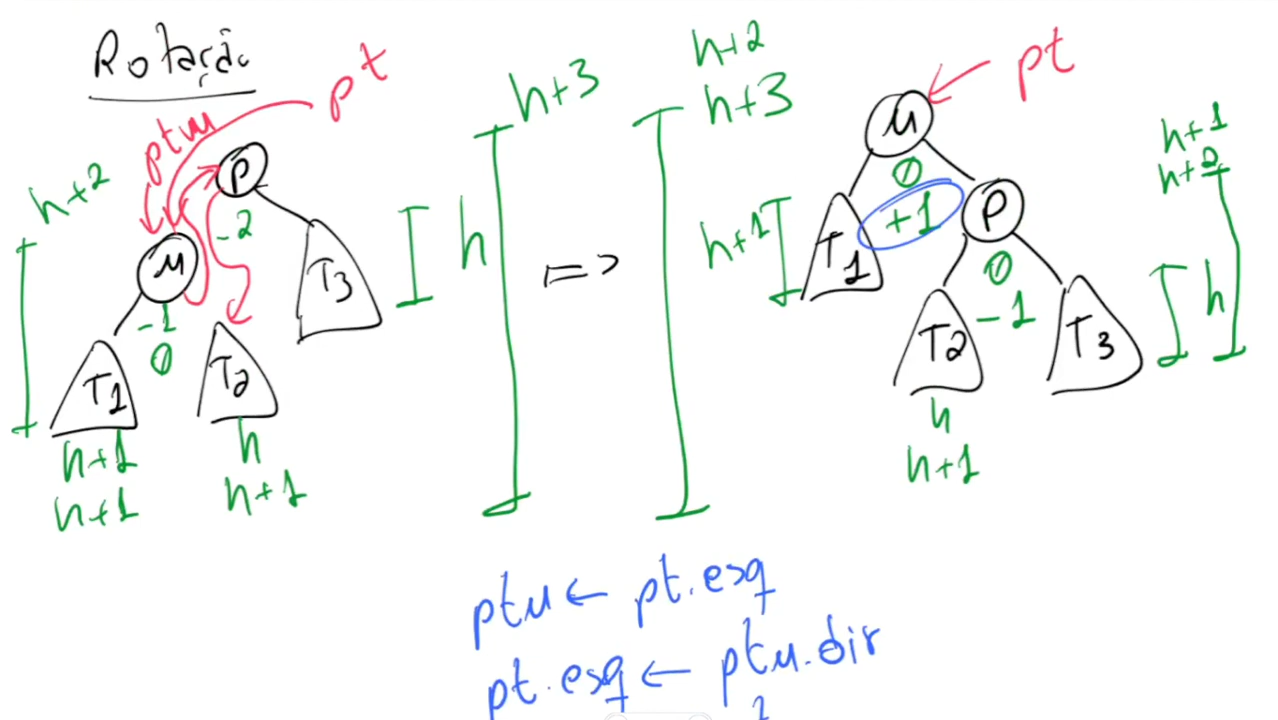 Rotação
pt
ptu
h+2
P
-2
u
-1
0
T1
T2
T3
h+1
h+1
h
h+1
h
h+3
=>
h+2
h+3
pt
u
0
+1
P
0
-1
h+1
T1
T2
T3
h
h+1
h
h+1
h+2
ptu ← pt.esq
pt.esq ← ptu.dir